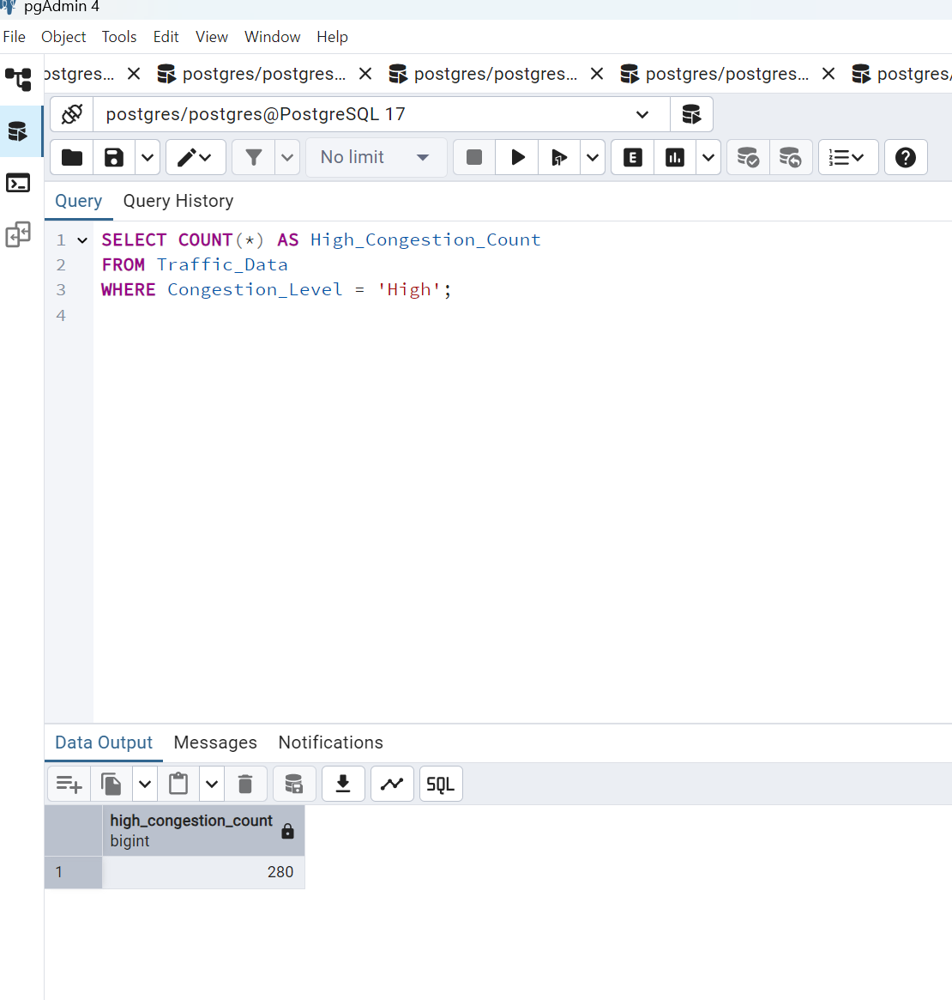 pgAdmin 4
File Object Tools Edit View Window Help
ostgres... postgres/postgres... postgres/postgres... postgres/postgres... postgres/
postgres/postgres@PostgreSQL 17
No limit
E
Query Query History
1 SELECT COUNT(*) AS High_Congestion_Count
2 FROM Traffic_Data
3 WHERE Congestion_Level = 'High';
4
Data Output Messages Notifications
SQL
high_congestion_count
bigint
1 280